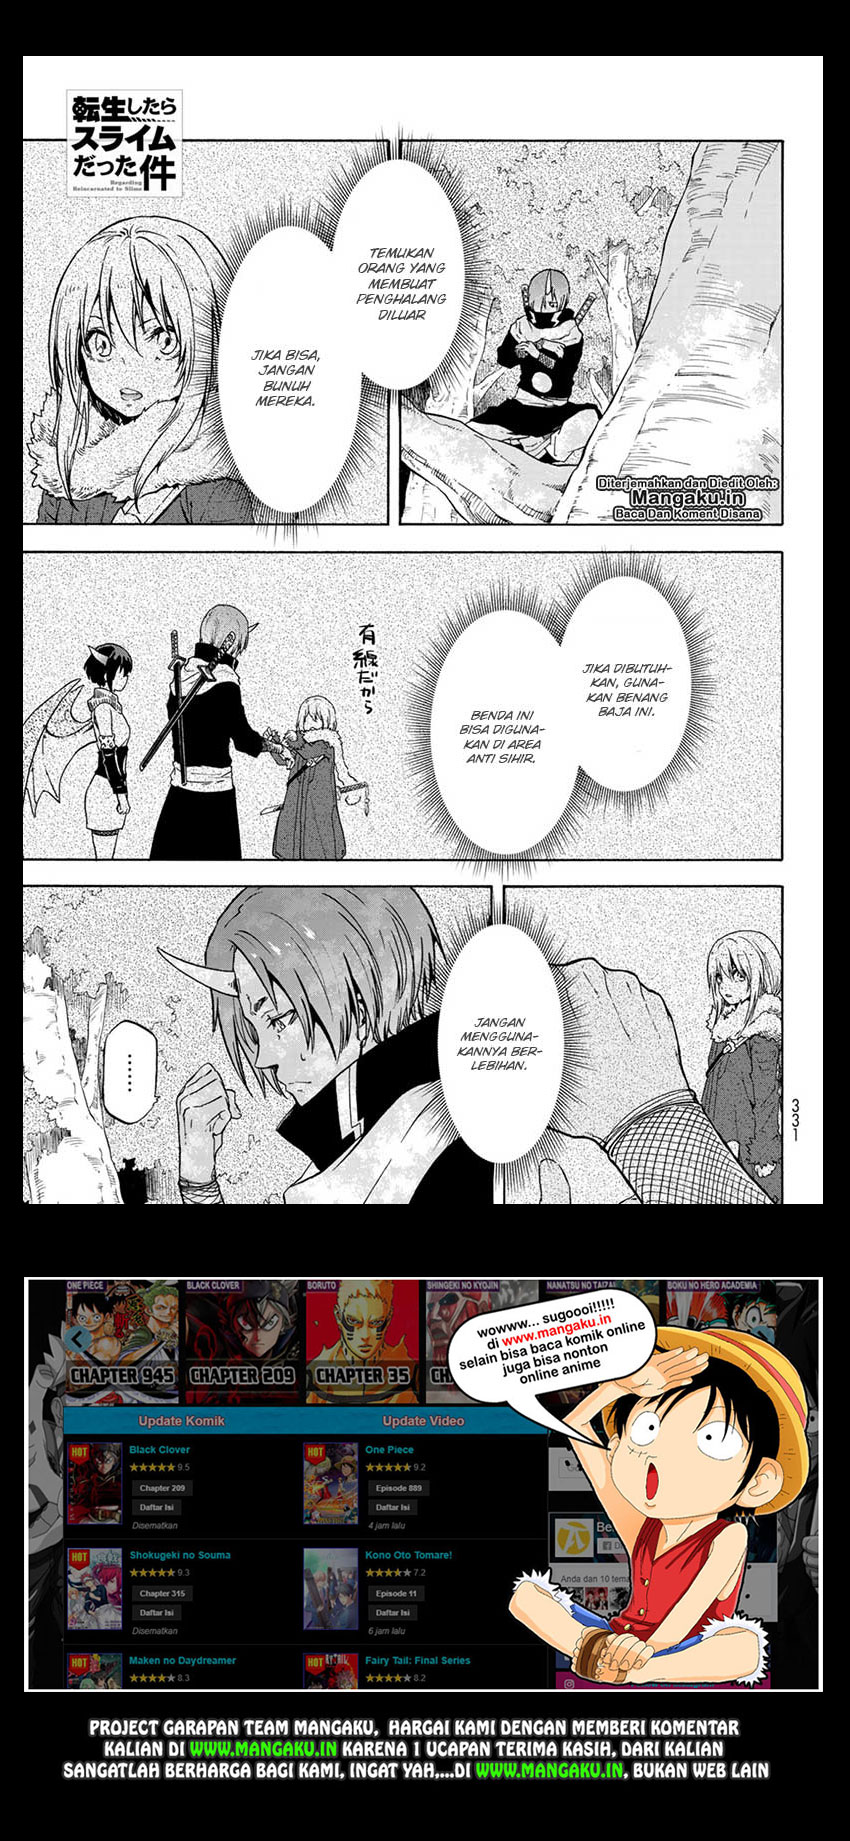 転生したら
スライム
だった件
Regarding
Reincarnated to Slime
TEMUKAN
ORANG YANG
MEMBUAT
PENGHALANG
DILUAR
JIKA BISA,
JANGAN
BUNUH
MEREKA.
Diterjemahkan dan Diedit Oleh:
Mangaku.in
Baca Dan Koment Disana
JIKA DIBUTUH-
KAN, GUNA-
KAN BENANG
BAJA INI.
BENDA INI
BISA DIGUNA-
KAN DI AREA
ANTI SIHIR.
有線だから
JANGAN
MENGGUNA-
KANNYA BER-
LEBIHAN.
......
331
ONE PIECE
CHAPTER 945
BLACK CLOVER
CHAPTER 209
BORUTO
CHAPTER 35
SHINGEKI NO KYOJIN
NANATSU NO TAIZAI
BOKU NO HERO ACADEMIA
wowww... sugoooi!!!!!
di www.mangaku.in
selain bisa baca komik online
juga bisa nonton
online anime
Update Komik
Update Video
HOT
Black Clover
9.5
Chapter 209
Daftar Isi
Disematkan
HOT
One Piece
9.2
Episode 889
Daftar Isi
4 jam lalu
HOT
Shokugeki no Souma
9.3
Chapter 315
Daftar Isi
Disematkan
Kono Oto Tomare!
7.2
Episode 11
Daftar Isi
6 jam lalu
HOT
Maken no Daydreamer
8.3
HOT
Fairy Tail: Final Series
8.2
Anda dan 10 tema
PROJECT GARAPAN TEAM MANGAKU, HARGAI KAMI DENGAN MEMBERI KOMENTAR
KALIAN DI WWW.MANGAKU.IN KARENA 1 UCAPAN TERIMA KASIH, DARI KALIAN
SANGATLAH BERHARGA BAGI KAMI, INGAT YAH,...DI WWW.MANGAKU.IN, BUKAN WEB LAIN